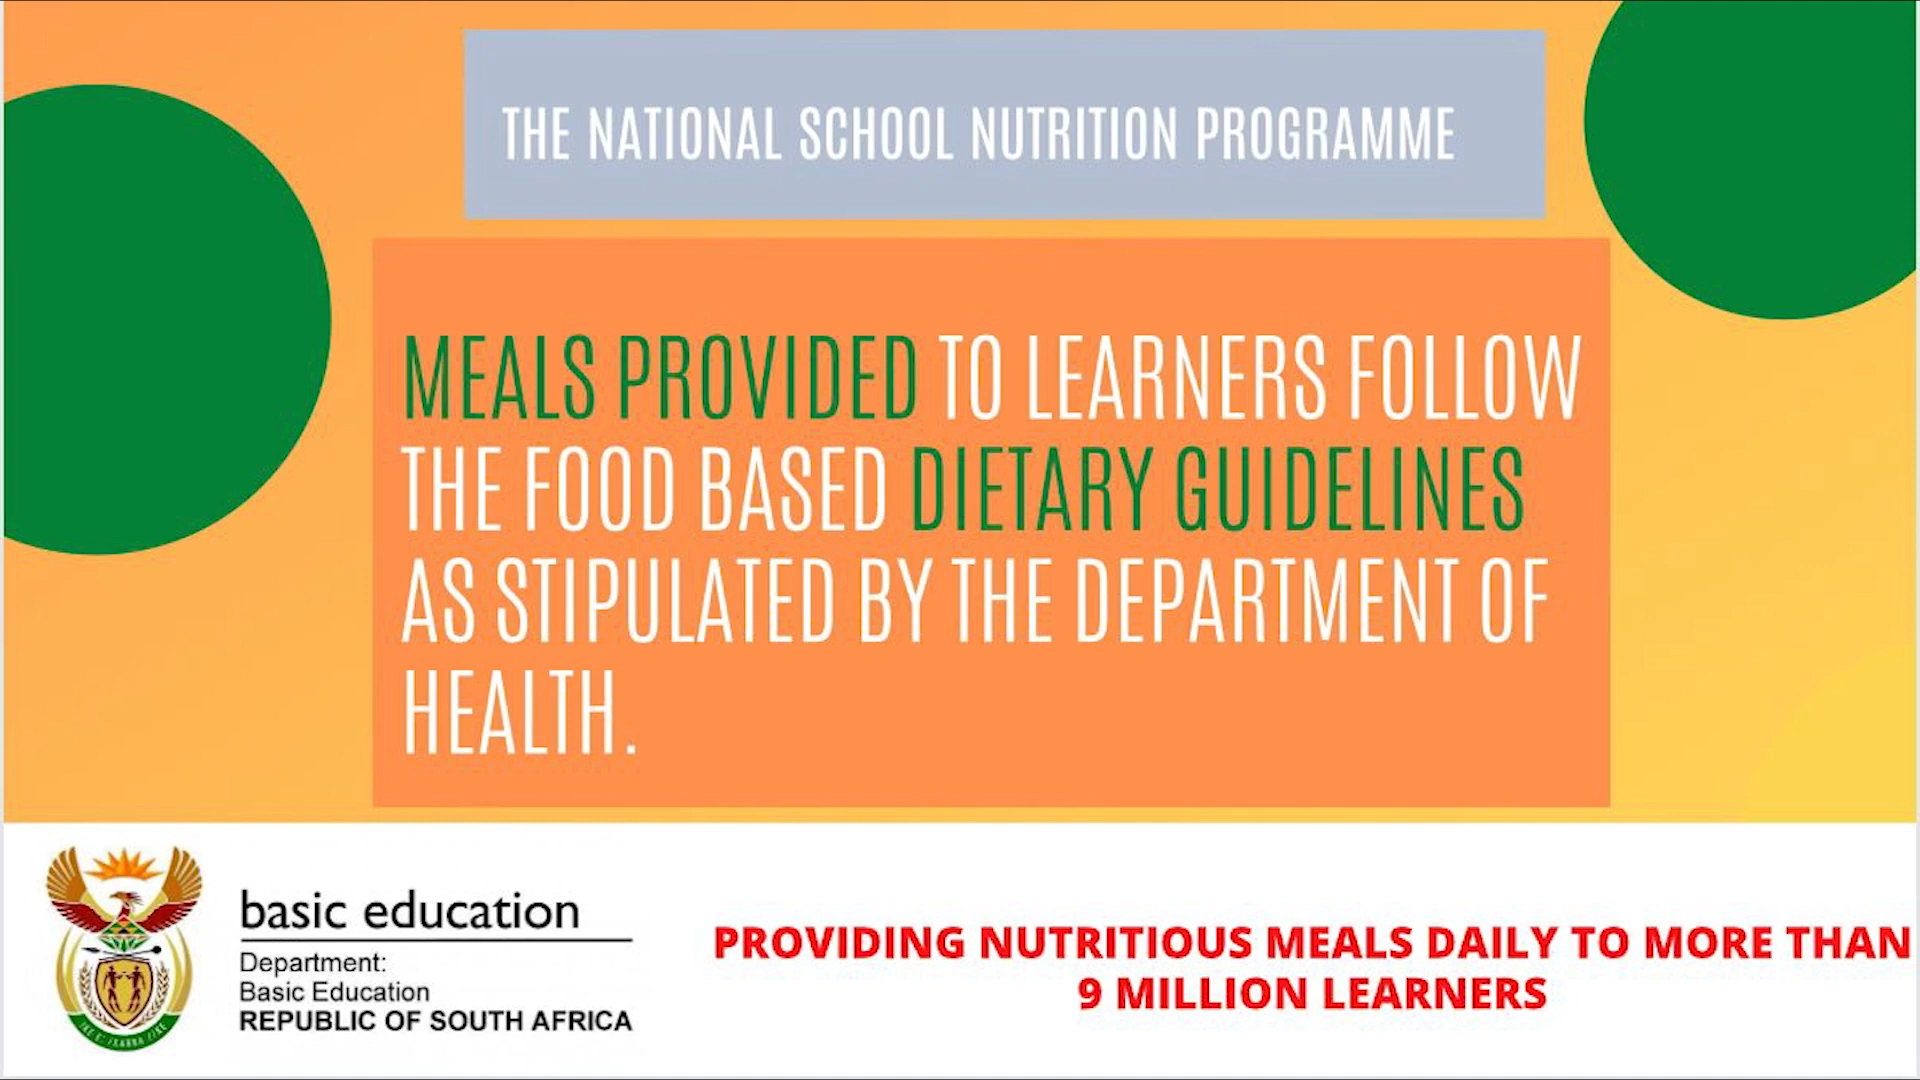 THE NATIONAL SCHOOL NUTRITION PROGRAMME
MEALS PROVIDED TO LEARNERS FOLLOW
THE FOOD BASED DIETARY GUIDELINES
AS STIPULATED BY THE DEPARTMENT OF
HEALTH.
basic education
Department:
Basic Education
REPUBLIC OF SOUTH AFRICA
PROVIDING NUTRITIOUS MEALS DAILY TO MORE THAN
9 MILLION LEARNERS